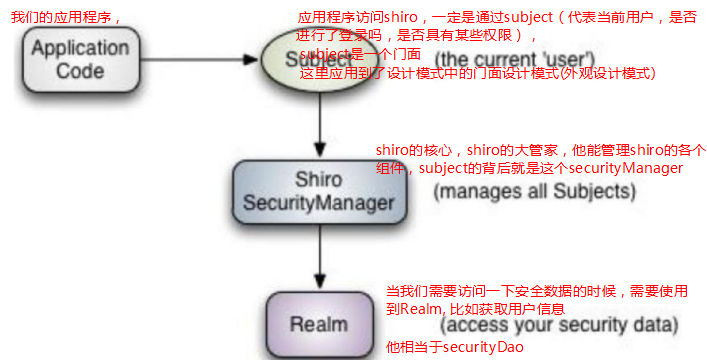 我们的应用程序，
应用程序访问shiro，一定是通过subject（代表当前用户，是否
进行了登录吗，是否具有某些权限），
subject是一个门面
这里应用到了设计模式中的门面设计模式(外观设计模式)
Application
Code
Subject
(the current 'user')
shiro的核心，shiro的大管家，他能管理shiro的各个
组件，subject的背后就是这个securityManager
Shiro
SecurityManager
(manages all Subjects)
当我们需要访问一下安全数据的时候，需要使用
到Realm, 比如获取用户信息
Realm
(access your security data)
他相当于securityDao